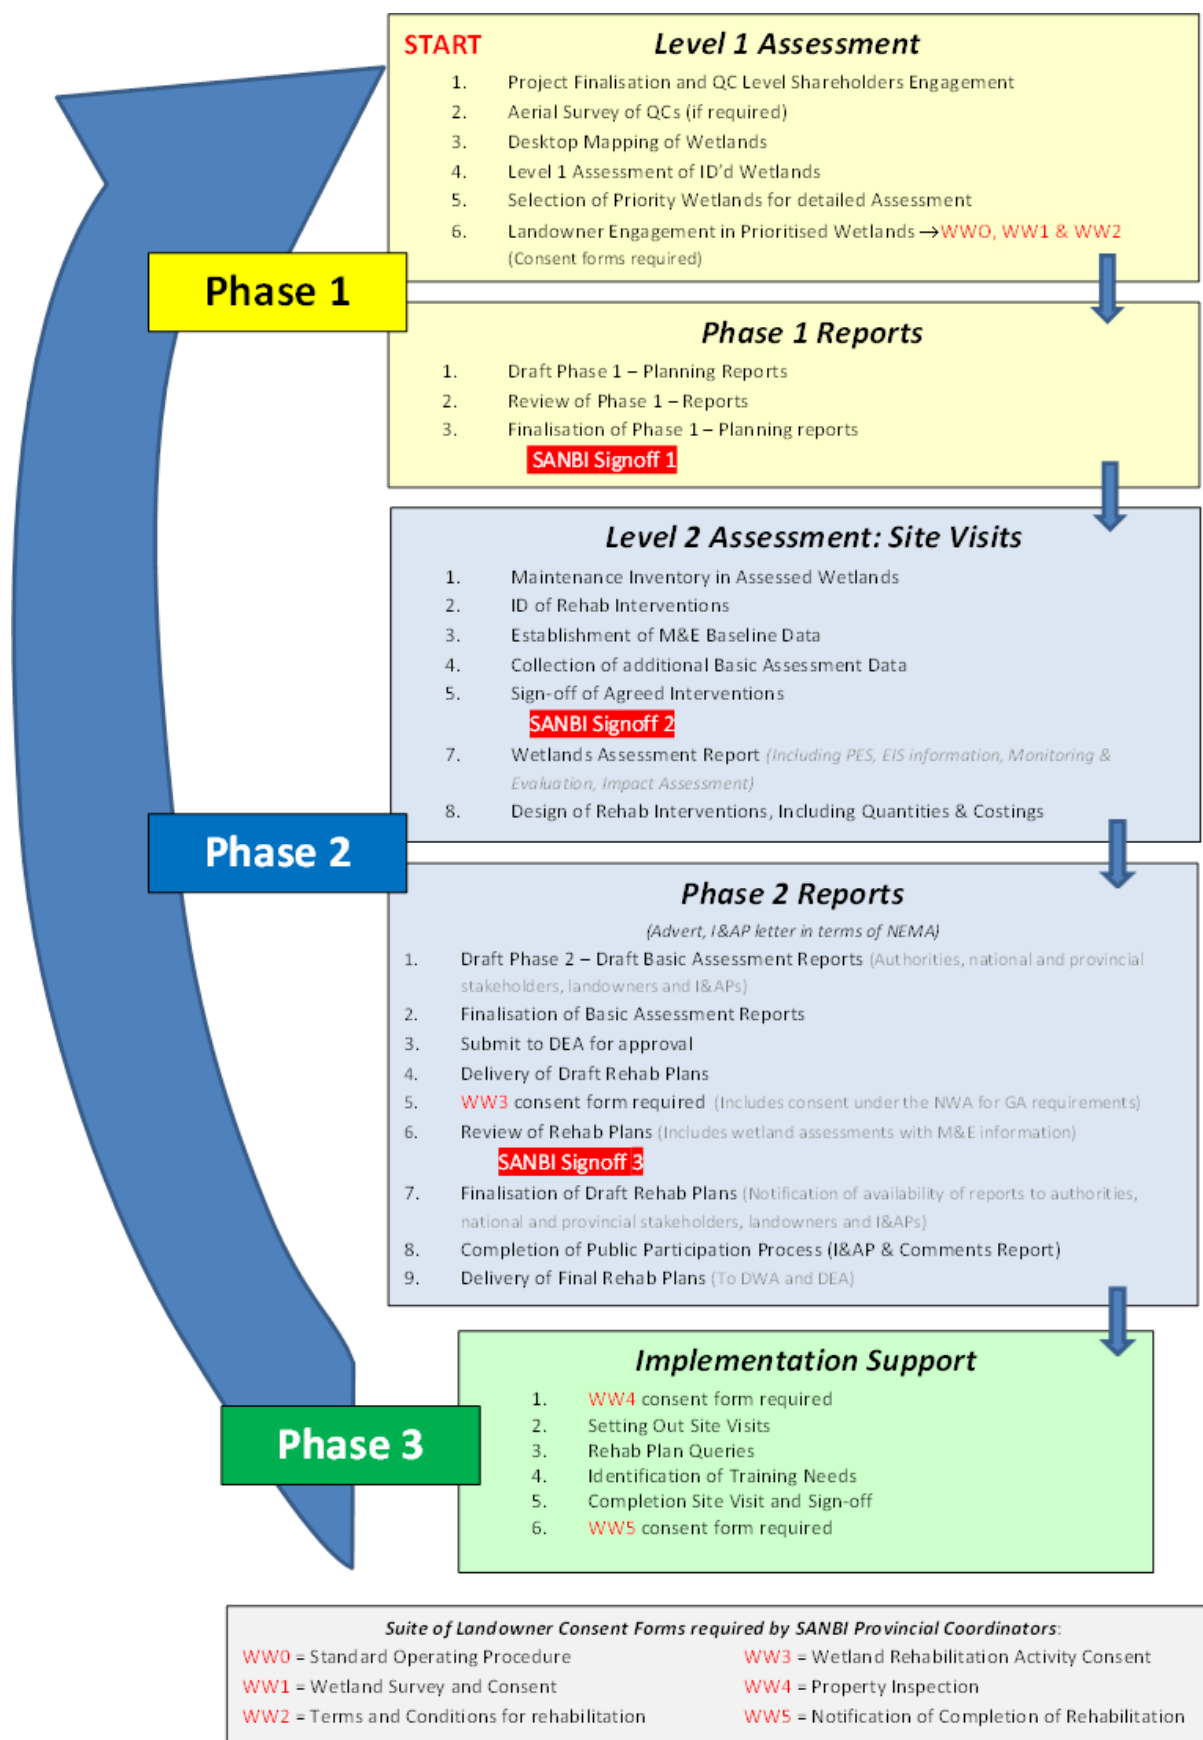 START Level 1 Assessment
1. Project Finalisation and QC Level Shareholders Engagement
2. Aerial Survey of QCs (if required)
3. Desktop Mapping of Wetlands
4. Level 1 Assessment of ID'd Wetlands
5. Selection of Priority Wetlands for detailed Assessment
6. Landowner Engagement in Prioritised Wetlands →WWO, WW1 & WW2
(Consent forms required)
Phase 1
Phase 1 Reports
1. Draft Phase 1 – Planning Reports
2. Review of Phase 1 – Reports
3. Finalisation of Phase 1 – Planning reports
SANBI Signoff 1
Level 2 Assessment: Site Visits
1. Maintenance Inventory in Assessed Wetlands
2. ID of Rehab Interventions
3. Establishment of M&E Baseline Data
4. Collection of additional Basic Assessment Data
5. Sign-off of Agreed Interventions
SANBI Signoff 2
7. Wetlands Assessment Report (Including PES, EIS information, Monitoring &
Evaluation, Impact Assessment)
8. Design of Rehab Interventions, Including Quantities & Costings
Phase 2
Phase 2 Reports
(Advert, I&AP letter in terms of NEMA)
1. Draft Phase 2 – Draft Basic Assessment Reports (Authorities, national and provincial
stakeholders, landowners and I&APs)
2. Finalisation of Basic Assessment Reports
3. Submit to DEA for approval
4. Delivery of Draft Rehab Plans
5. WW3 consent form required (Includes consent under the NWA for GA requirements)
6. Review of Rehab Plans (Includes wetland assessments with M&E information)
SANBI Signoff 3
7. Finalisation of Draft Rehab Plans (Notification of availability of reports to authorities,
national and provincial stakeholders, landowners and I&APs)
8. Completion of Public Participation Process (I&AP & Comments Report)
9. Delivery of Final Rehab Plans (To DWA and DEA)
Implementation Support
1. WW4 consent form required
2. Setting Out Site Visits
3. Rehab Plan Queries
4. Identification of Training Needs
5. Completion Site Visit and Sign-off
6. WW5 consent form required
Phase 3
Suite of Landowner Consent Forms required by SANBI Provincial Coordinators:
WW0 = Standard Operating Procedure
WW1 = Wetland Survey and Consent
WW2 = Terms and Conditions for rehabilitation
WW3 = Wetland Rehabilitation Activity Consent
WW4 = Property Inspection
WW5 = Notification of Completion of Rehabilitation